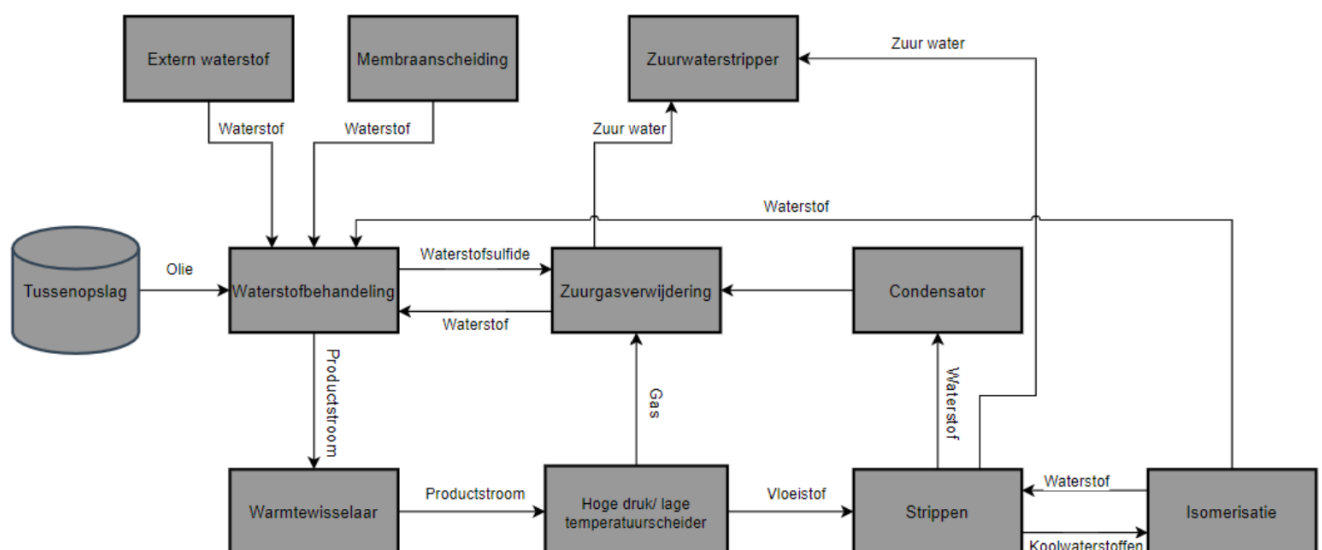 Extern waterstof
Membraanscheiding
Zuurwaterstripper
Zuur water
Waterstof
Waterstof
Zuur water
Waterstof
Tussenopslag
Olie
Waterstofbehandeling
Waterstofsulfide
Waterstof
Zuurgasverwijdering
Condensator
Productstroom
Gas
Waterstof
Warmtewisselaar
Productstroom
Hoge druk/ lage
temperatuurscheider
Vloeistof
Strippen
Waterstof
Koolwaterstoffen
Isomerisatie